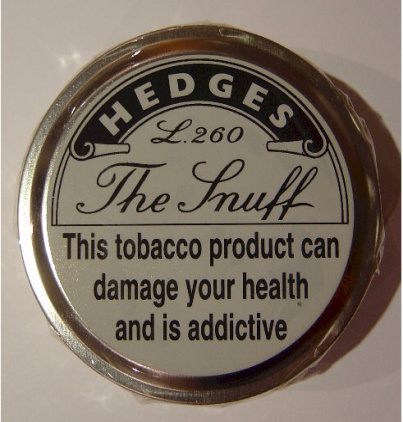 HEDGES
L.260
The Snuff
This tobacco product can
damage your health
and is addictive